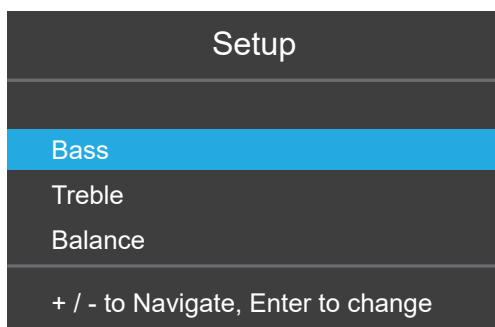 Setup
Bass
Treble
Balance
+ / - to Navigate, Enter to change